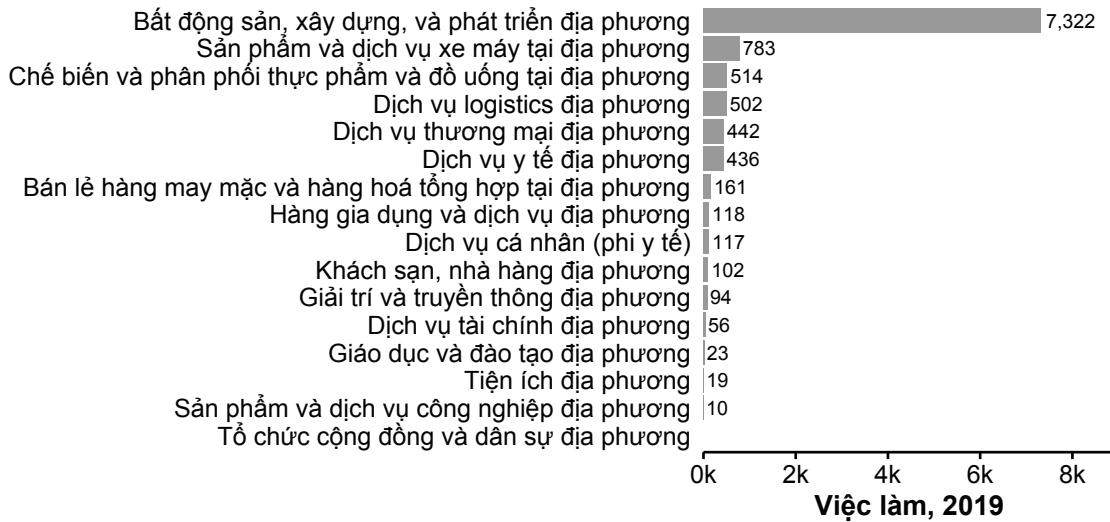 Bất động sản, xây dựng, và phát triển địa phương 7,322
Sản phẩm và dịch vụ xe máy tại địa phương 783
Chế biến và phân phối thực phẩm và đồ uống tại địa phương 514
Dịch vụ logistics địa phương 502
Dịch vụ thương mại địa phương 442
Dịch vụ y tế địa phương 436
Bán lẻ hàng may mặc và hàng hoá tổng hợp tại địa phương 161
Hàng gia dụng và dịch vụ địa phương 118
Dịch vụ cá nhân (phi y tế) 117
Khách sạn, nhà hàng địa phương 102
Giải trí và truyền thông địa phương 94
Dịch vụ tài chính địa phương 56
Giáo dục và đào tạo địa phương 23
Tiện ích địa phương 19
Sản phẩm và dịch vụ công nghiệp địa phương 10
Tổ chức cộng đồng và dân sự địa phương
0k 2k 4k 6k 8k
Việc làm, 2019